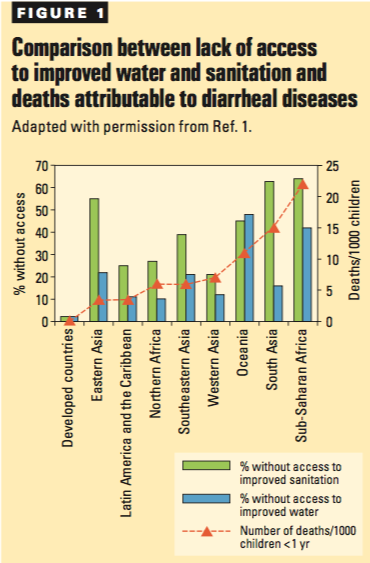 FIGURE 1
Comparison between lack of access
to improved water and sanitation and
deaths attributable to diarrheal diseases
Adapted with permission from Ref. 1.
70
60
50
40
30
20
10
0
% without access
25
20
15
10
5
0
Deaths/1000 children
Developed countries
Eastern Asia
Latin America and the Caribbean
Northern Africa
Southeastern Asia
Western Asia
Oceania
South Asia
Sub-Saharan Africa
% without access to
improved sanitation
% without access to
improved water
Number of deaths/1000
children <1 yr